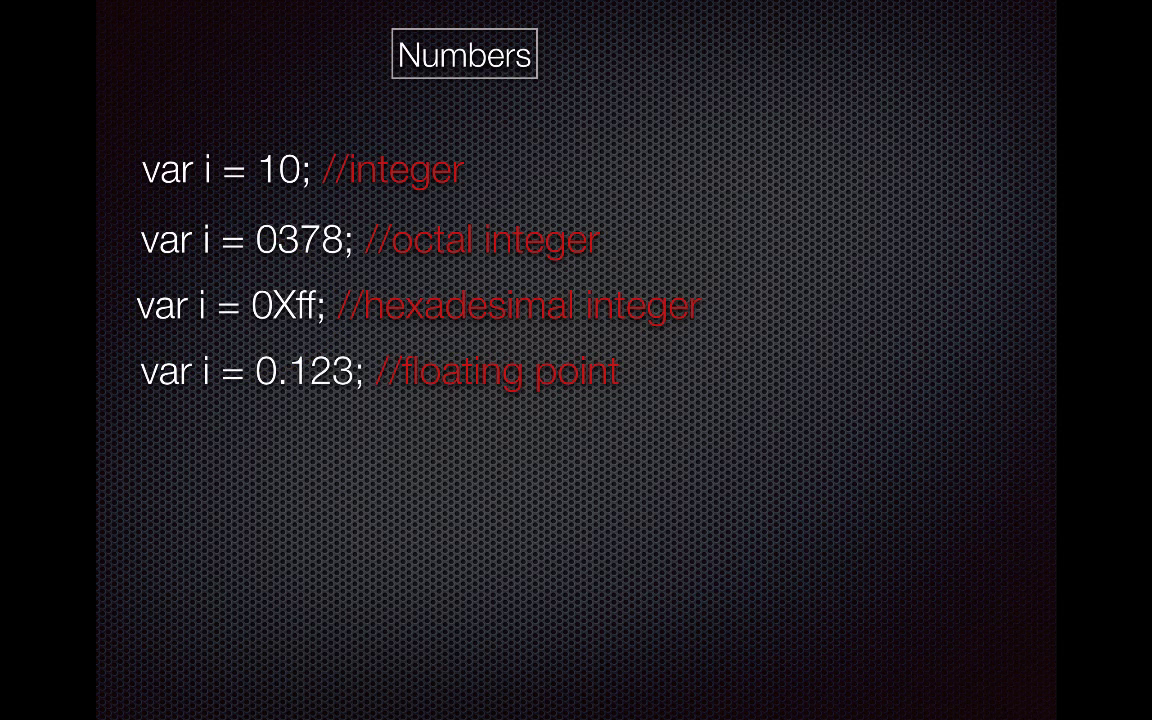 Numbers
var i = 10; //integer
var i = 0378; //octal integer
var i = 0Xff; //hexadesimal integer
var i = 0.123; //floating point